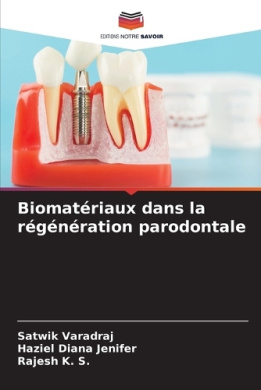 EDITIONS NOTRE SAVOIR
Biomatériaux dans la
régénération parodontale
Satwik Varadraj
Haziel Diana Jenifer
Rajesh K. S.